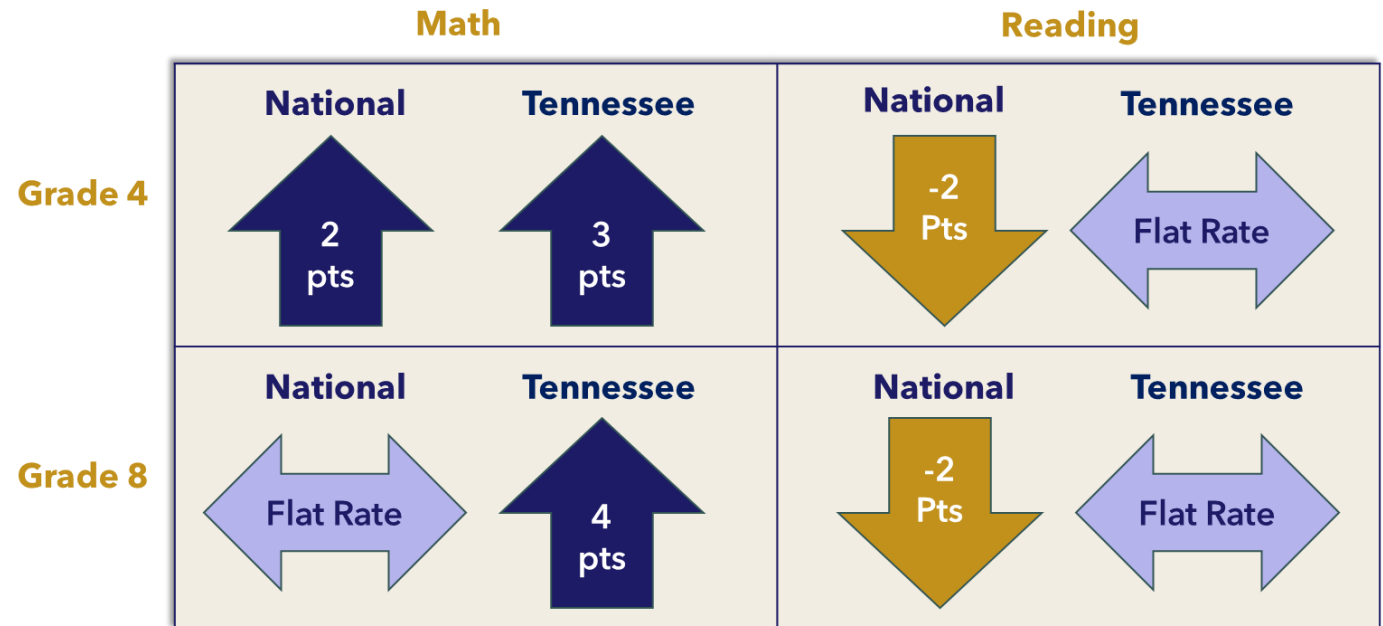 Math
Reading
Grade 4
National
Tennessee
2
pts
3
pts
National
Tennessee
-2
Pts
Flat Rate
Grade 8
National
Tennessee
Flat Rate
4
pts
National
Tennessee
-2
Pts
Flat Rate